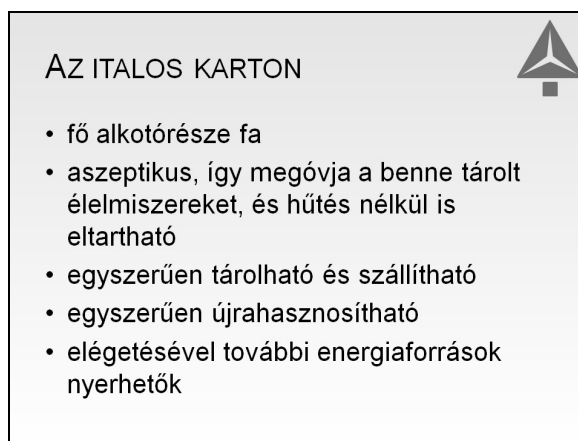 AZ ITALOS KARTON
• fő alkotórésze fa
• aszeptikus, így megóvja a benne tárolt
élelmiszereket, és hűtés nélkül is
eltartható
• egyszerűen tárolható és szállítható
• egyszerűen újrahasznosítható
• elégetésével további energiaforrások
nyerhetők